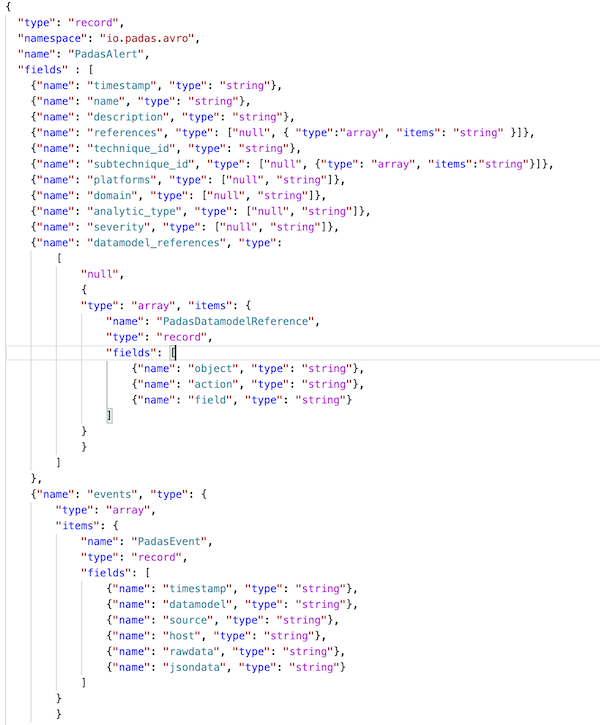 {
"type": "record",
"namespace": "io.padas.avro",
"name": "PadasAlert",
"fields" : [
{"name": "timestamp", "type": "string"},
{"name": "name", "type": "string"},
{"name": "description", "type": "string"},
{"name": "references", "type": ["null", { "type":"array", "items": "string" }]},
{"name": "technique_id", "type": "string"},
{"name": "subtechnique_id", "type": ["null", {"type": "array", "items":"string"}]},
{"name": "platforms", "type": ["null", "string"]},
{"name": "domain", "type": ["null", "string"]},
{"name": "analytic_type", "type": ["null", "string"]},
{"name": "severity", "type": ["null", "string"]},
{"name": "datamodel_references", "type":
[
"null",
{
"type": "array", "items": {
"name": "PadasDatamodelReference",
"type": "record",
"fields": [
{"name": "object", "type": "string"},
{"name": "action", "type": "string"},
{"name": "field", "type": "string"}
]
}
}
]
},
{"name": "events", "type": {
"type": "array",
"items": {
"name": "PadasEvent",
"type": "record",
"fields": [
{"name": "timestamp", "type": "string"},
{"name": "datamodel", "type": "string"},
{"name": "source", "type": "string"},
{"name": "host", "type": "string"},
{"name": "rawdata", "type": "string"},
{"name": "jsondata", "type": "string"}
]
}
}